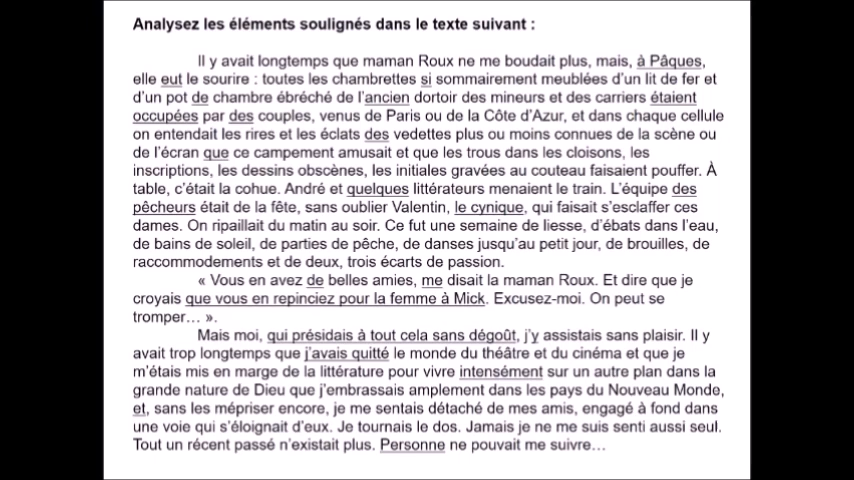 Analysez les éléments soulignés dans le texte suivant :
Il y avait longtemps que maman Roux ne me boudait plus, mais, à Pâques,
elle eut le sourire : toutes les chambrettes si sommairement meublées d'un lit de fer et
d'un pot de chambre ébréché de l'ancien dortoir des mineurs et des carriers étaient
occupées par des couples, venus de Paris ou de la Côte d'Azur, et dans chaque cellule
on entendait les rires et les éclats des vedettes plus ou moins connues de la scène ou
de l'écran que ce campement amusait et que les trous dans les cloisons, les
inscriptions, les dessins obscènes, les initiales gravées au couteau faisaient pouffer. À
table, c'était la cohue. André et quelques littérateurs menaient le train. L'équipe des
pêcheurs était de la fête, sans oublier Valentin, le cynique, qui faisait s'esclaffer ces
dames. On ripaillait du matin au soir. Ce fut une semaine de liesse, d'ébats dans l'eau,
de bains de soleil, de parties de pêche, de danses jusqu'au petit jour, de brouilles, de
raccommodements et de deux, trois écarts de passion.
« Vous en avez de belles amies, me disait la maman Roux. Et dire que je
croyais que vous en repinciez pour la femme à Mick. Excusez-moi. On peut se
tromper... ».
Mais moi, qui présidais à tout cela sans dégoût, j'y assistais sans plaisir. Il y
avait trop longtemps que j'avais quitté le monde du théâtre et du cinéma et que je
m'étais mis en marge de la littérature pour vivre intensément sur un autre plan dans la
grande nature de Dieu que j'embrassais amplement dans les pays du Nouveau Monde,
et, sans les mépriser encore, je me sentais détaché de mes amis, engagé à fond dans
une voie qui s'éloignait d'eux. Je tournais le dos. Jamais je ne me suis senti aussi seul.
Tout un récent passé n'existait plus. Personne ne pouvait me suivre...